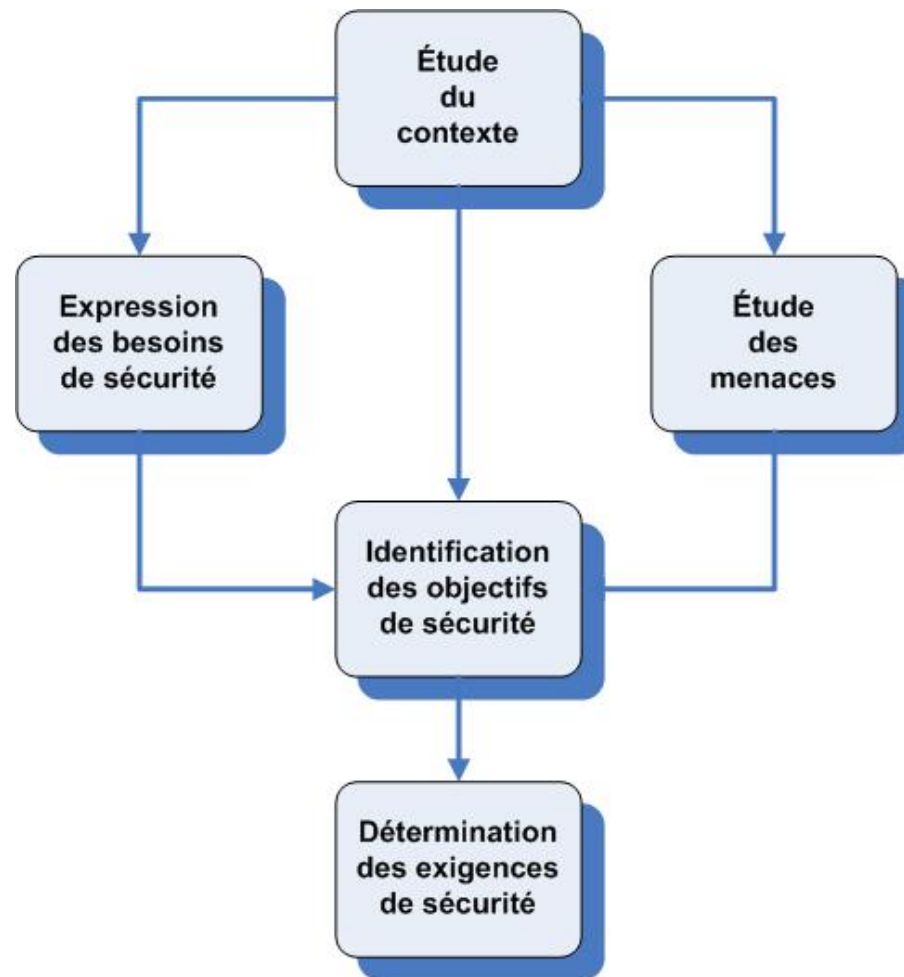 Étude
du
contexte
Expression
des besoins
de sécurité
Étude
des
menaces
Identification
des objectifs
de sécurité
Détermination
des exigences
de sécurité